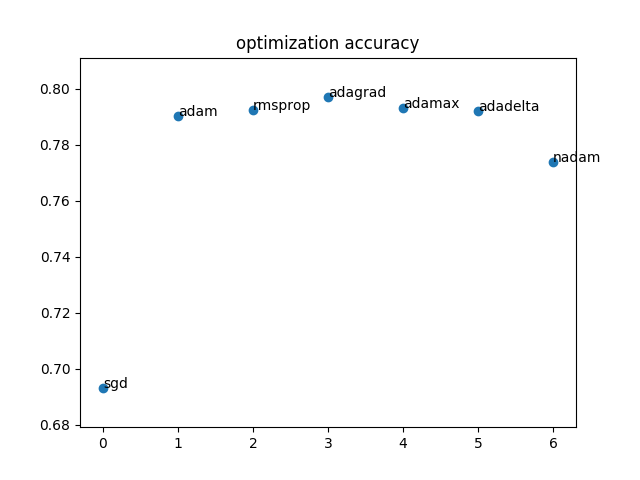 optimization accuracy
0.80
0.78
0.76
0.74
0.72
0.70
0.68
adagrad
adam
rmsprop
adamax
adadelta
nadam
sgd
0 1 2 3 4 5 6